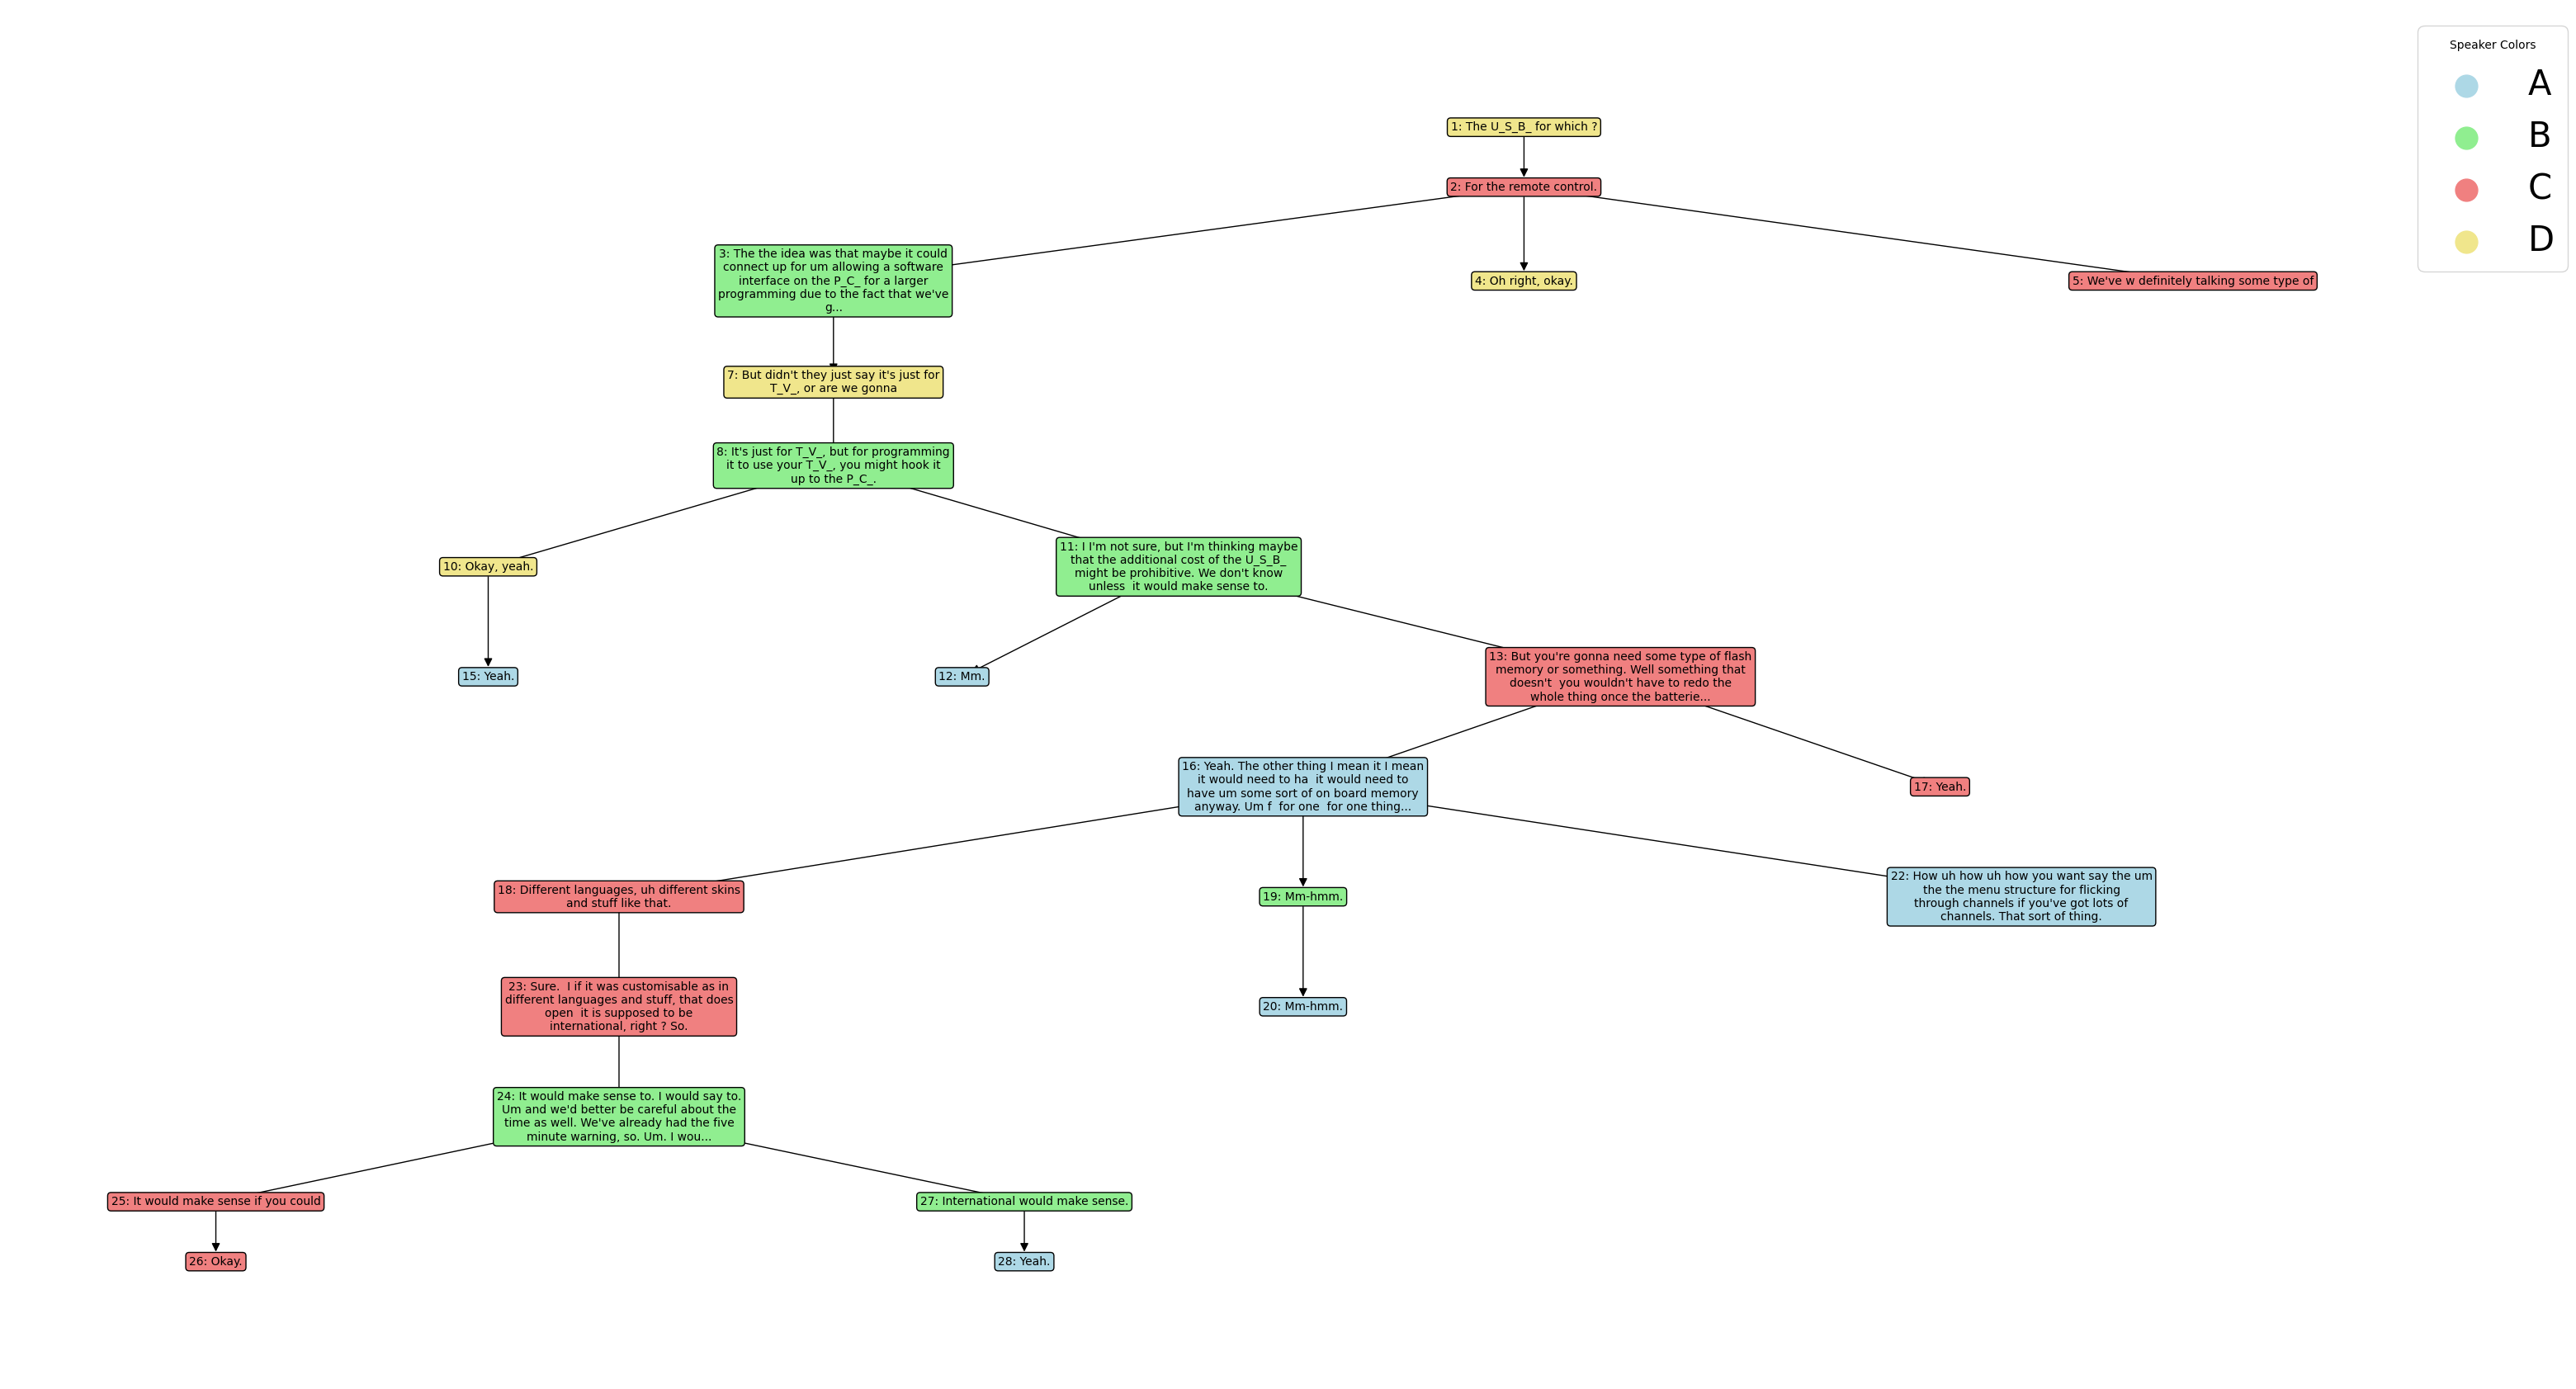 Speaker Colors
A
B
C
D
1: The U_S_B_ for which ?
2: For the remote control.
3: The the idea was that maybe it could
connect up for um allowing a software
interface on the P_C_ for a larger
programming due to the fact that we've
g...
4: Oh right, okay.
5: We've w definitely talking some type of
7: But didn't they just say it's just for
T_V_, or are we gonna
8: It's just for T_V_, but for programming
it to use your T_V_, you might hook it
up to the P_C_.
10: Okay, yeah.
11: I I'm not sure, but I'm thinking maybe
that the additional cost of the U_S_B_
might be prohibitive. We don't know
unless  it would make sense to.
15: Yeah.
12: Mm.
13: But you're gonna need some type of flash
memory or something. Well something that
doesn't  you wouldn't have to redo the
whole thing once the batterie...
16: Yeah. The other thing I mean it I mean
it would need to ha  it would need to
have um some sort of on board memory
anyway. Um f  for one  for one thing...
17: Yeah.
18: Different languages, uh different skins
and stuff like that.
19: Mm-hmm.
22: How uh how uh how you want say the um
the the menu structure for flicking
through channels if you've got lots of
channels. That sort of thing.
23: Sure.  I if it was customisable as in
different languages and stuff, that does
open  it is supposed to be
international, right ? So.
20: Mm-hmm.
24: It would make sense to. I would say to.
Um and we'd better be careful about the
time as well. We've already had the five
minute warning, so. Um. I wou...
25: It would make sense if you could
27: International would make sense.
26: Okay.
28: Yeah.